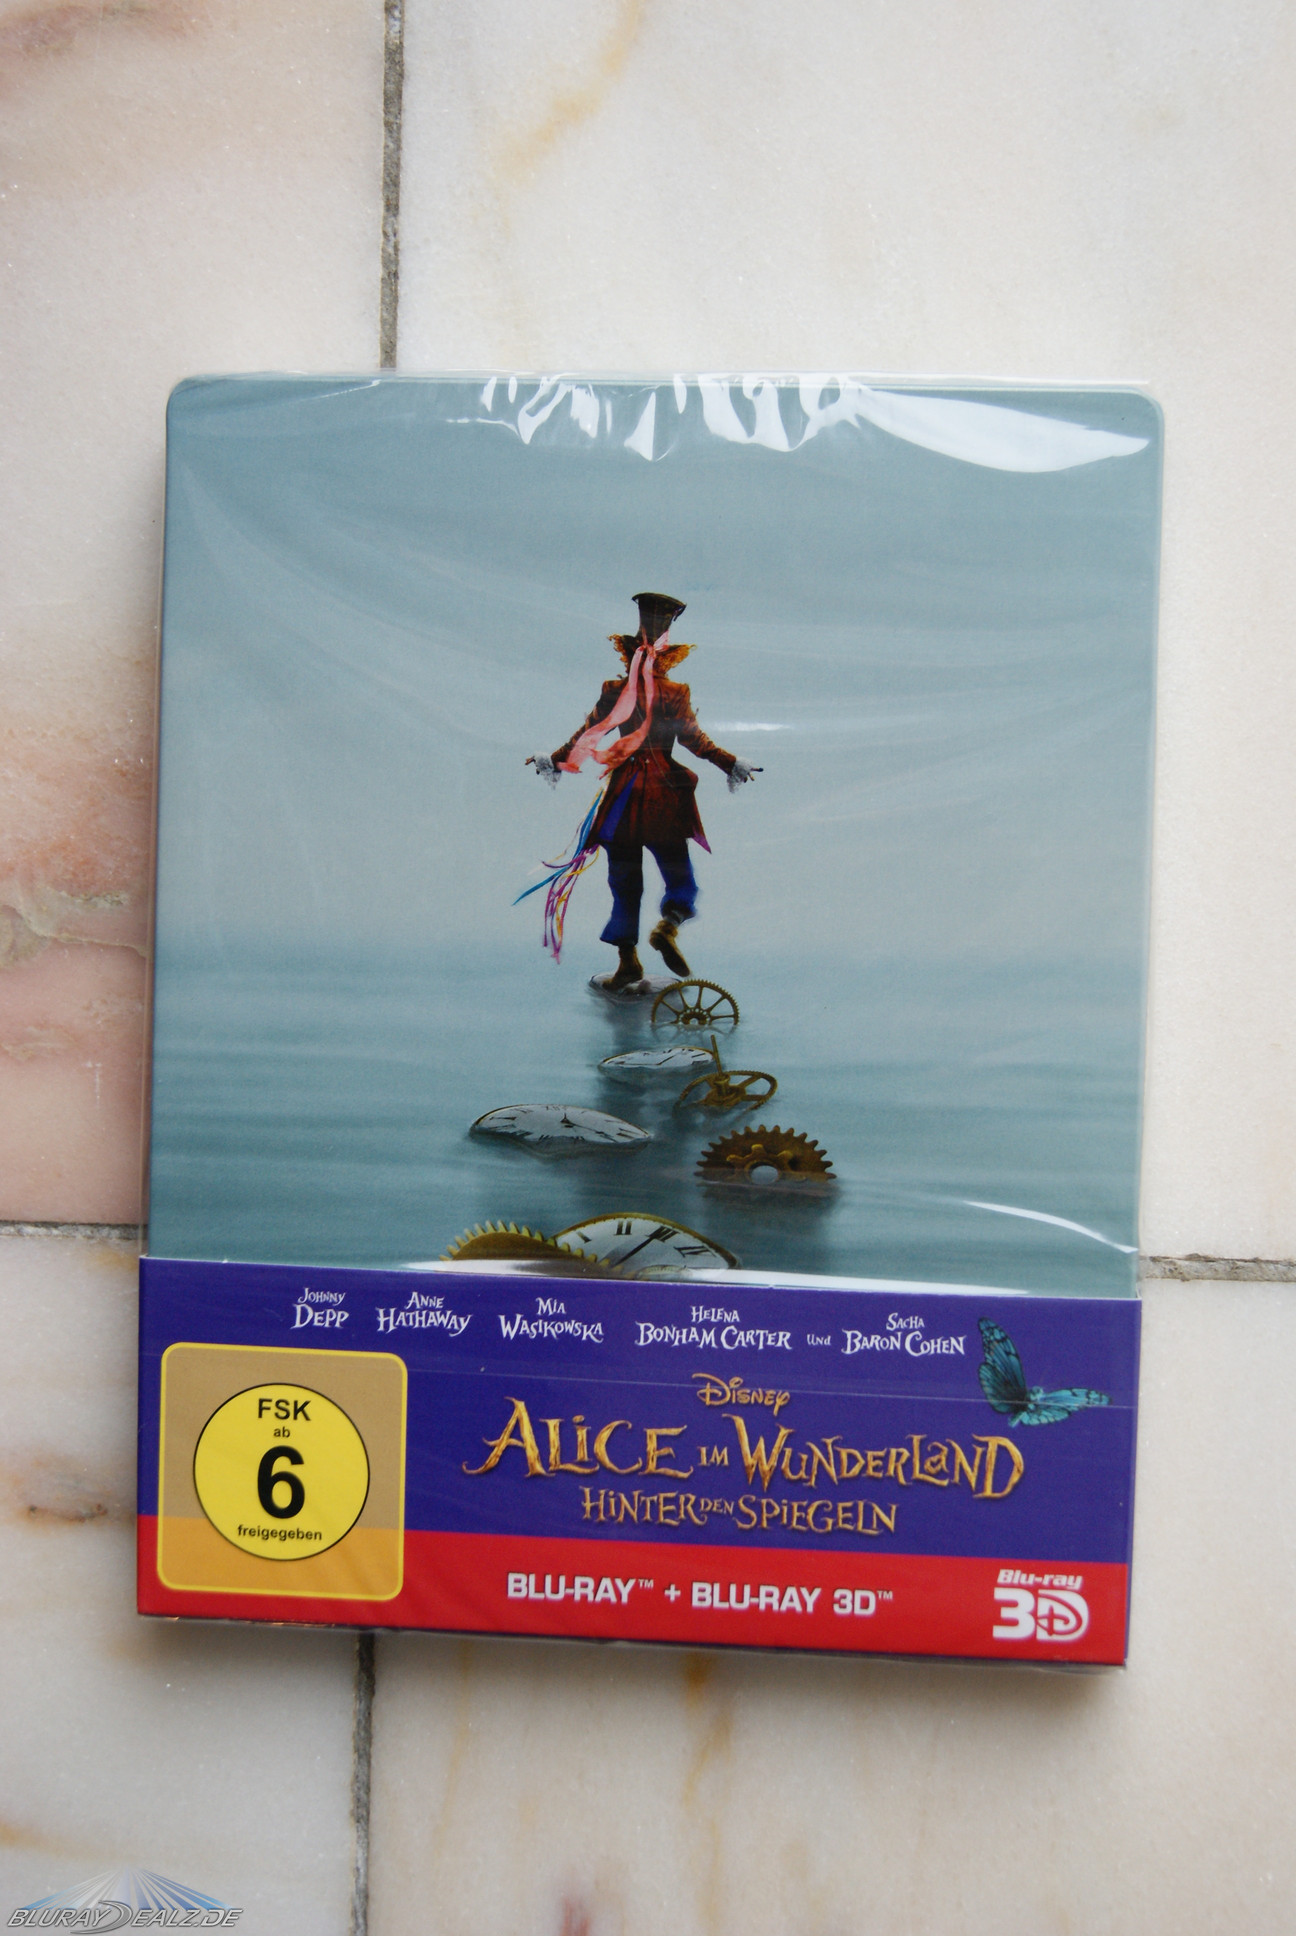 Johnny Depp
Anne Hathaway
Mia Wasikowska
Helena Bonham Carter
und
Sacha Baron Cohen
Disney
Alice im Wunderland
Hinter den Spiegeln
FSK
ab
6
freigegeben
BLU-RAY™ + BLU-RAY 3D™
Blu-ray
3D
BLURAYDEALZ.DE